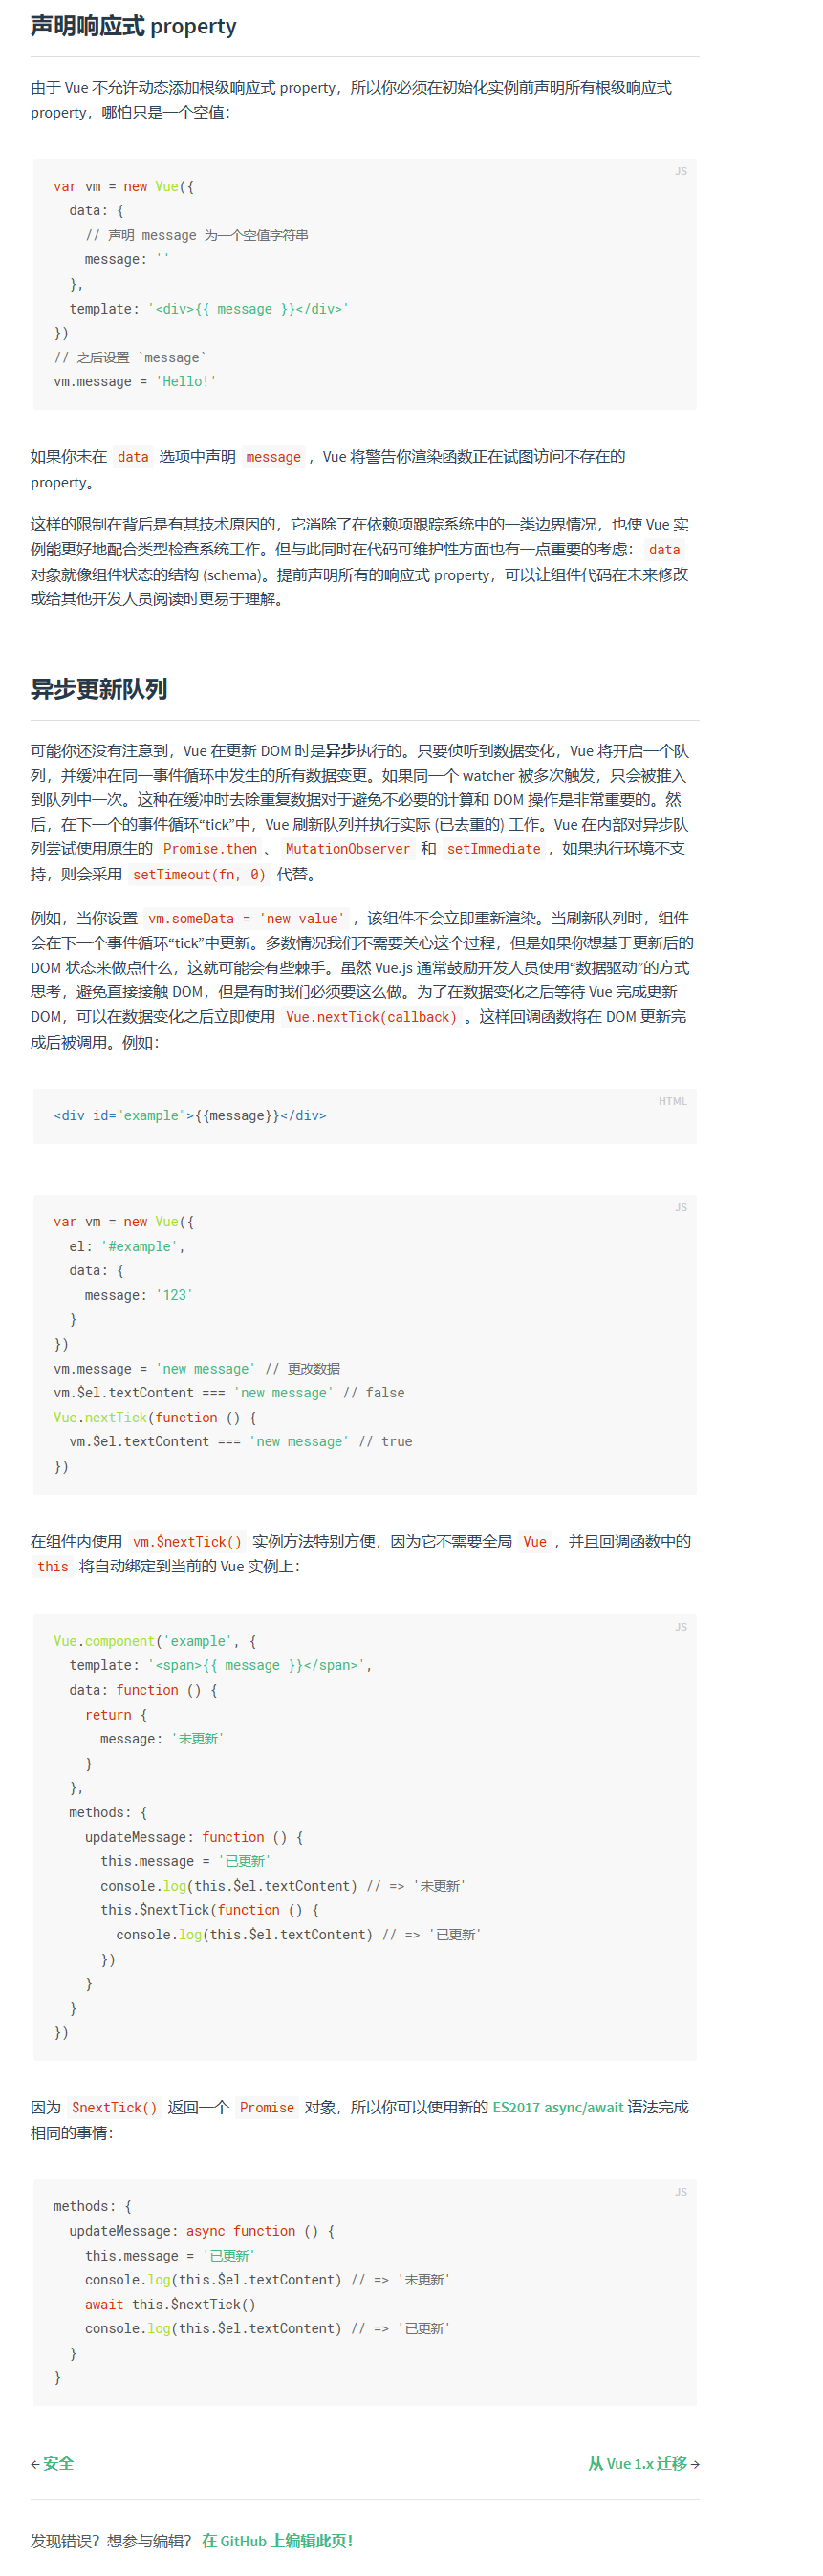 声明响应式 property
由于 Vue 不允许动态添加根级响应式 property，所以你必须在初始化实例前声明所有根级响应式
property，哪怕只是一个空值：
JS
var vm = new Vue({
  data: {
    // 声明 message 为一个空值字符串
    message: ''
  },
  template: '<div>{{ message }}</div>'
})
// 之后设置 `message`
vm.message = 'Hello!'
如果你未在 data 选项中声明 message，Vue 将警告你渲染函数正在试图访问不存在的
property。
这样的限制在背后是有其技术原因的，它消除了在依赖项跟踪系统中的一类边界情况，也使 Vue 实
例能更好地配合类型检查系统工作。但与此同时在代码可维护性方面也有一点重要的考虑：data
对象就像组件状态的结构 (schema)。提前声明所有的响应式 property，可以让组件代码在未来修改
或给其他开发人员阅读时更易于理解。
异步更新队列
可能你还没有注意到，Vue 在更新 DOM 时是异步执行的。只要侦听到数据变化，Vue 将开启一个队
列，并缓冲在同一事件循环中发生的所有数据变更。如果同一个 watcher 被多次触发，只会被推入
到队列中一次。这种在缓冲时去除重复数据对于避免不必要的计算和 DOM 操作是非常重要的。然
后，在下一个的事件循环“tick”中，Vue 刷新队列并执行实际 (已去重的) 工作。Vue 在内部对异步队
列尝试使用原生的 Promise.then、MutationObserver 和 setImmediate，如果执行环境不支
持，则会采用 setTimeout(fn, 0) 代替。
例如，当你设置 vm.someData = 'new value'，该组件不会立即重新渲染。当刷新队列时，组件
会在下一个事件循环“tick”中更新。多数情况我们不需要关心这个过程，但是如果你想基于更新后的
DOM 状态来做点什么，这就可能会有些棘手。虽然 Vue.js 通常鼓励开发人员使用“数据驱动”的方式
思考，避免直接接触 DOM，但是有时我们必须要这么做。为了在数据变化之后等待 Vue 完成更新
DOM，可以在数据变化之后立即使用 Vue.nextTick(callback)。这样回调函数将在 DOM 更新完
成后被调用。例如：
HTML
<div id="example">{{message}}</div>
JS
var vm = new Vue({
  el: '#example',
  data: {
    message: '123'
  }
})
vm.message = 'new message' // 更改数据
vm.$el.textContent === 'new message' // false
Vue.nextTick(function () {
  vm.$el.textContent === 'new message' // true
})
在组件内使用 vm.$nextTick() 实例方法特别方便，因为它不需要全局 Vue，并且回调函数中的
this 将自动绑定到当前的 Vue 实例上：
JS
Vue.component('example', {
  template: '<span>{{ message }}</span>',
  data: function () {
    return {
      message: '未更新'
    }
  },
  methods: {
    updateMessage: function () {
      this.message = '已更新'
      console.log(this.$el.textContent) // => '未更新'
      this.$nextTick(function () {
        console.log(this.$el.textContent) // => '已更新'
      })
    }
  }
})
因为 $nextTick() 返回一个 Promise 对象，所以你可以使用新的 ES2017 async/await 语法完成
相同的事情：
JS
methods: {
  updateMessage: async function () {
    this.message = '已更新'
    console.log(this.$el.textContent) // => '未更新'
    await this.$nextTick()
    console.log(this.$el.textContent) // => '已更新'
  }
}
← 安全 从 Vue 1.x 迁移 →
发现错误？想参与编辑？ 在 GitHub 上编辑此页！